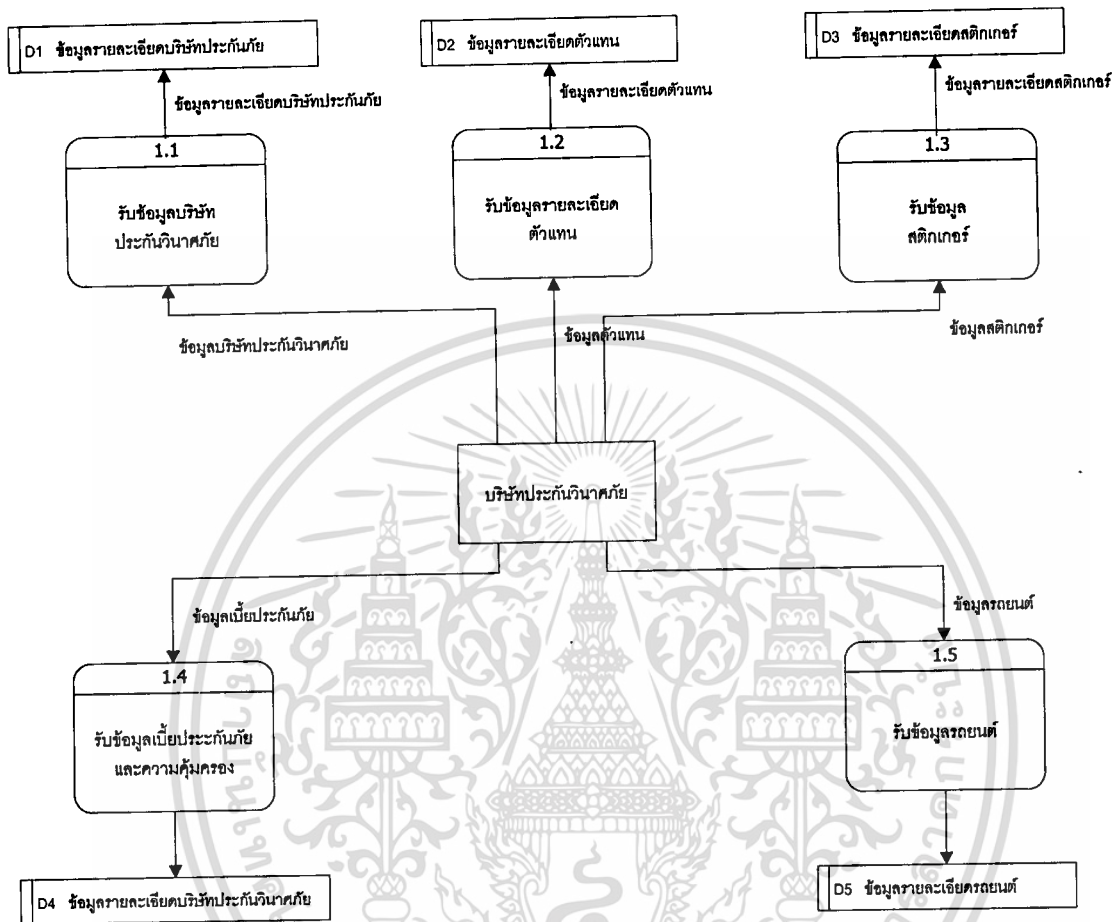 D1 ข้อมูลรายละเอียดบริษัทประกันภัย
D2 ข้อมูลรายละเอียดตัวแทน
D3 ข้อมูลรายละเอียดสติกเกอร์
ข้อมูลรายละเอียดบริษัทประกันภัย
ข้อมูลรายละเอียดตัวแทน
ข้อมูลรายละเอียดสติกเกอร์
1.1
รับข้อมูลบริษัท
ประกันวินาศภัย
1.2
รับข้อมูลรายละเอียด
ตัวแทน
1.3
รับข้อมูล
สติกเกอร์
ข้อมูลบริษัทประกันวินาศภัย
ข้อมูลตัวแทน
ข้อมูลสติกเกอร์
บริษัทประกันวินาศภัย
ข้อมูลเบี้ยประกันภัย
ข้อมูลรถยนต์
1.4
รับข้อมูลเบี้ยประะกันภัย
และความคุ้มครอง
1.5
รับข้อมูลรถยนต์
D4 ข้อมูลรายละเอียดบริษัทประกันวินาศภัย
D5 ข้อมูลรายละเอียดรถยนต์